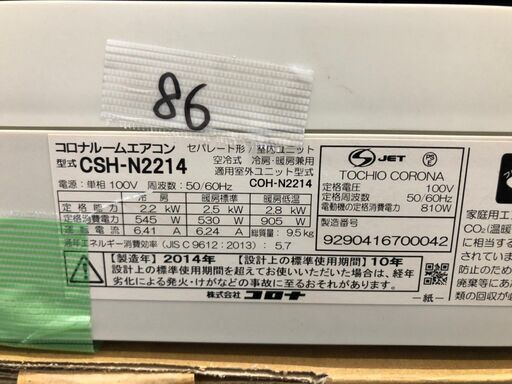 86
コロナルームエアコン セパレート形/室内ユニット
型式 CSH-N2214 空冷式 冷房・暖房兼用
適用室外ユニット型式
電源:単相 100V 周波数:50/60Hz COH-N2214
冷房 暖房標準 暖房低温
定格能力 2.2 kW 2.5 kW 2.8 kW
定格消費電力 545 W 530 W 905 W
運転電流 6.41 A 6.24 A 総質量 9.5 kg
通年エネルギー消費効率 (JIS C 9612:2013): 5.7
JET
PS E
TOCHIO CORONA
定格電圧: 100V
定格周波数: 50/60Hz
電動機の定格消費電力: 810W
製造番号
9290416700042
【製造年】2014年 【設計上の標準使用期間】10年
設計上の標準使用期間を超えてお使いいただいた場合は、経年
劣化による発火・けが などの事故に至るおそれがあります。
株式会社 コロナ
家庭用エ
CO₂(温暖
に相当する
防止のため
廃棄等にあ
類の回収が
-紙-